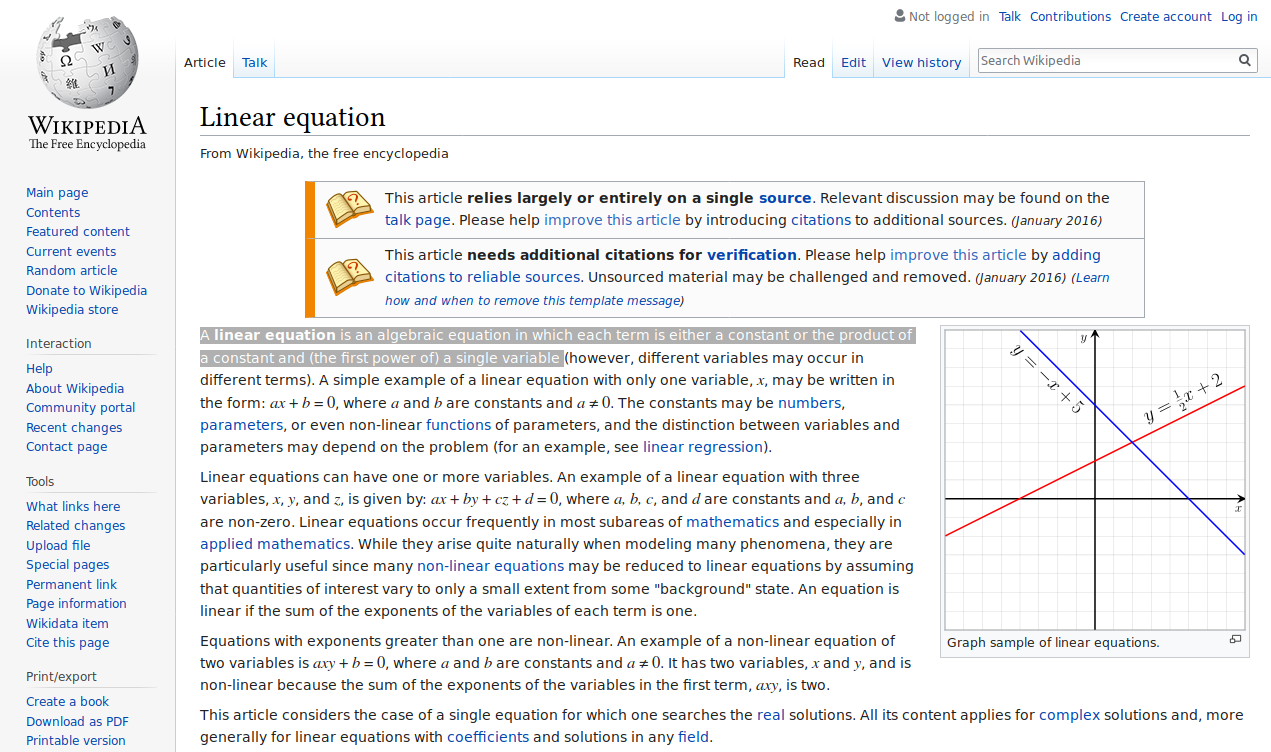 Not logged in Talk Contributions Create account Log in
Article Talk Read Edit View history Search Wikipedia
Ω W И 維 7
WIKIPEDIA
The Free Encyclopedia
Main page
Contents
Featured content
Current events
Random article
Donate to Wikipedia
Wikipedia store
Interaction
Help
About Wikipedia
Community portal
Recent changes
Contact page
Tools
What links here
Related changes
Upload file
Special pages
Permanent link
Page information
Wikidata item
Cite this page
Print/export
Create a book
Download as PDF
Printable version
Linear equation
From Wikipedia, the free encyclopedia
This article relies largely or entirely on a single source. Relevant discussion may be found on the
talk page. Please help improve this article by introducing citations to additional sources. (January 2016)
This article needs additional citations for verification. Please help improve this article by adding
citations to reliable sources. Unsourced material may be challenged and removed. (January 2016) (Learn
how and when to remove this template message)
A linear equation is an algebraic equation in which each term is either a constant or the product of
a constant and (the first power of) a single variable (however, different variables may occur in
different terms). A simple example of a linear equation with only one variable, x, may be written in
the form: ax + b = 0, where a and b are constants and a ≠ 0. The constants may be numbers,
parameters, or even non-linear functions of parameters, and the distinction between variables and
parameters may depend on the problem (for an example, see linear regression).
Linear equations can have one or more variables. An example of a linear equation with three
variables, x, y, and z, is given by: ax + by + cz + d = 0, where a, b, c, and d are constants and a, b, and c
are non-zero. Linear equations occur frequently in most subareas of mathematics and especially in
applied mathematics. While they arise quite naturally when modeling many phenomena, they are
particularly useful since many non-linear equations may be reduced to linear equations by assuming
that quantities of interest vary to only a small extent from some "background" state. An equation is
linear if the sum of the exponents of the variables of each term is one.
Equations with exponents greater than one are non-linear. An example of a non-linear equation of
two variables is axy + b = 0, where a and b are constants and a ≠ 0. It has two variables, x and y, and is
non-linear because the sum of the exponents of the variables in the first term, axy, is two.
This article considers the case of a single equation for which one searches the real solutions. All its content applies for complex solutions and, more
generally for linear equations with coefficients and solutions in any field.
y
y = −x + 5
y = ½x + 2
x
Graph sample of linear equations.